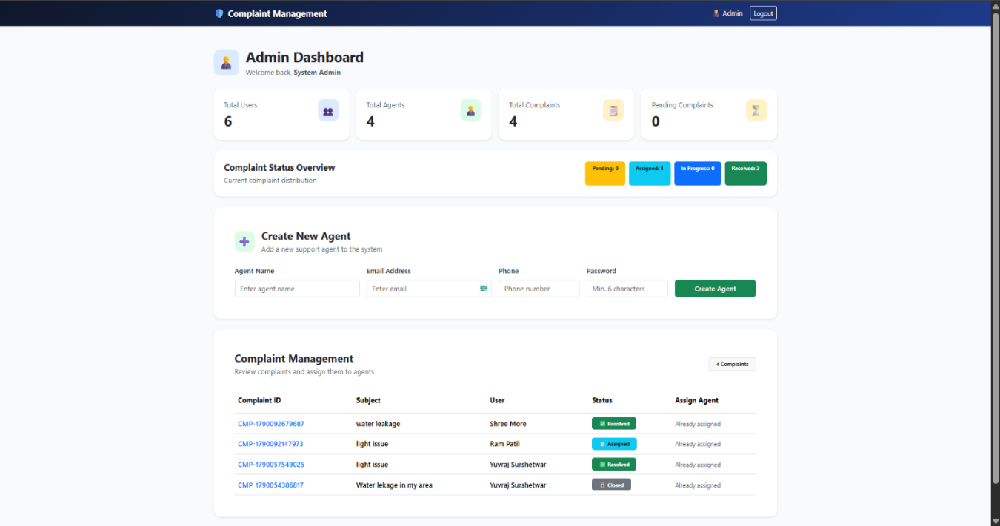 Complaint Management
Admin
Logout
Admin Dashboard
Welcome back, System Admin
Total Users
6
Total Agents
4
Total Complaints
4
Pending Complaints
0
Complaint Status Overview
Current complaint distribution
Pending: 0
Assigned: 1
In Progress: 0
Resolved: 2
Create New Agent
Add a new support agent to the system
Agent Name
Email Address
Phone
Password
Enter agent name
Enter email
Phone number
Min. 6 characters
Create Agent
Complaint Management
Review complaints and assign them to agents
4 Complaints
Complaint ID Subject User Status Assign Agent
CMP-1790092679687 water leakage Shree More Resolved Already assigned
CMP-1790092147973 light issue Ram Patil Assigned Already assigned
CMP-1790057549025 light issue Yuvraj Surshetwar Resolved Already assigned
CMP-1790054386817 Water lekage in my area Yuvraj Surshetwar Closed Already assigned